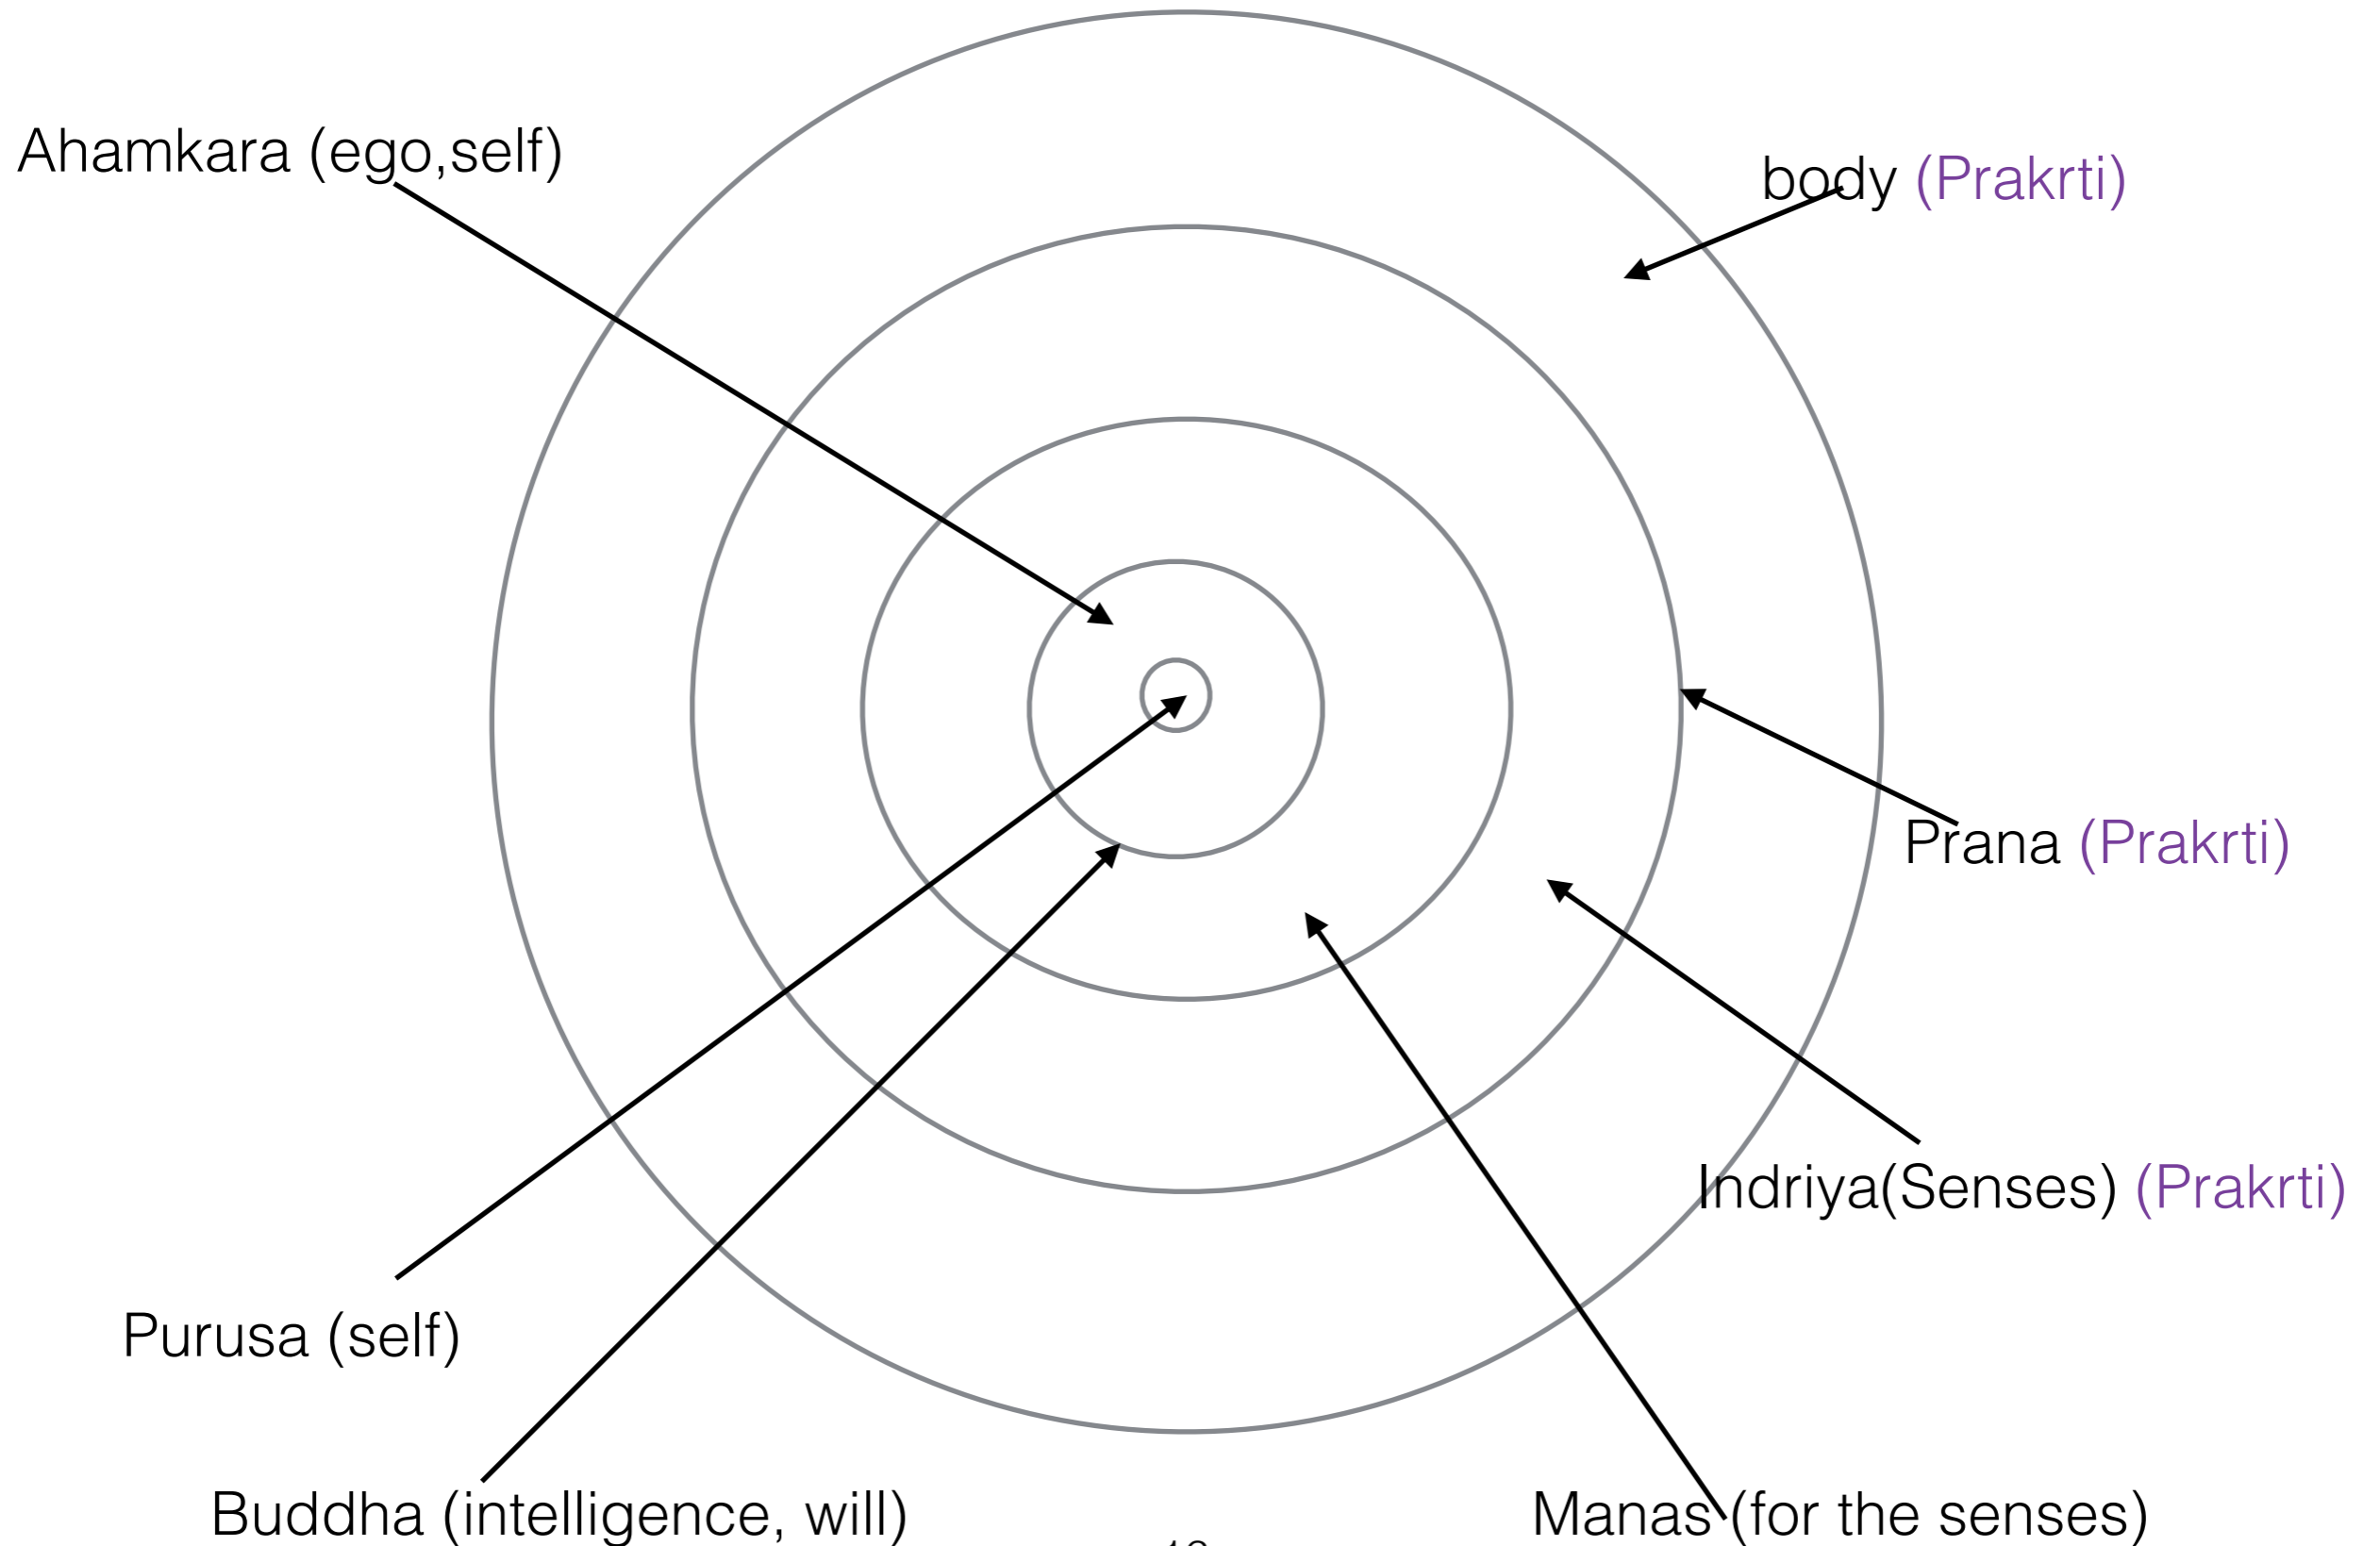 Ahamkara (ego,self)
body (Prakrti)
Prana (Prakrti)
Indriya(Senses) (Prakrti)
Purusa (self)
Buddha (intelligence, will)
Manas (for the senses)